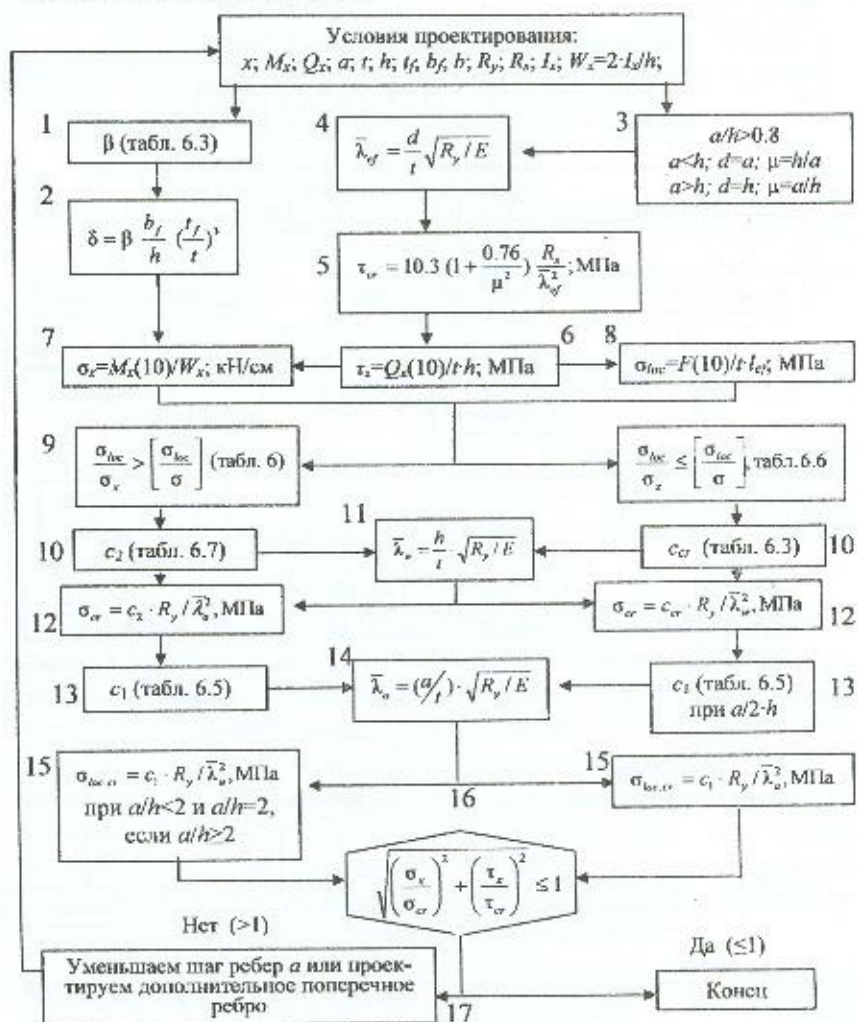 Условия проектирования:
x; Mx; Qx; a; t; h; tf, bf, b; Ry; Rs; Ix; Wx=2·Ix/h;
1
β (табл. 6.3)
4
λ̄ef = d/t √Ry/E
3
a/h>0.8
a<h; d=a; μ=h/a
a>h; d=h; μ=a/h
2
δ = β bf/h (tf/t)³
5
τcr = 10.3 (1 + 0.76/μ²) Rs/λ̄²ef; МПа
7
σx=Mx(10)/Wx; кН/см
6
τx=Qx(10)/t·h; МПа
8
σloc=F(10)/t·lef; МПа
9
σloc/σx > [σloc/σ] (табл. 6)
σloc/σx ≤ [σloc/σ], табл.6.6
10
c2 (табл. 6.7)
11
λ̄a = h/t · √Ry/E
ccr (табл. 6.3)
10
12
σcr = c2 · Ry / λ̄²a, МПа
σcr = ccr · Ry / λ̄²w, МПа
12
13
c1 (табл. 6.5)
14
λ̄a = (a/t) · √Ry/E
c1 (табл. 6.5)
при a/2·h
13
15
σloc.cr = c1 · Ry / λ̄²a, МПа
при a/h<2 и a/h=2,
если a/h≥2
16
15
σloc.cr = c1 · Ry / λ̄²a, МПа
√(σx/σcr)² + (τx/τcr)² ≤ 1
Нет (>1)
Да (≤1)
Уменьшаем шаг ребер a или проек-
тируем дополнительное поперечное
ребро
17
Конец